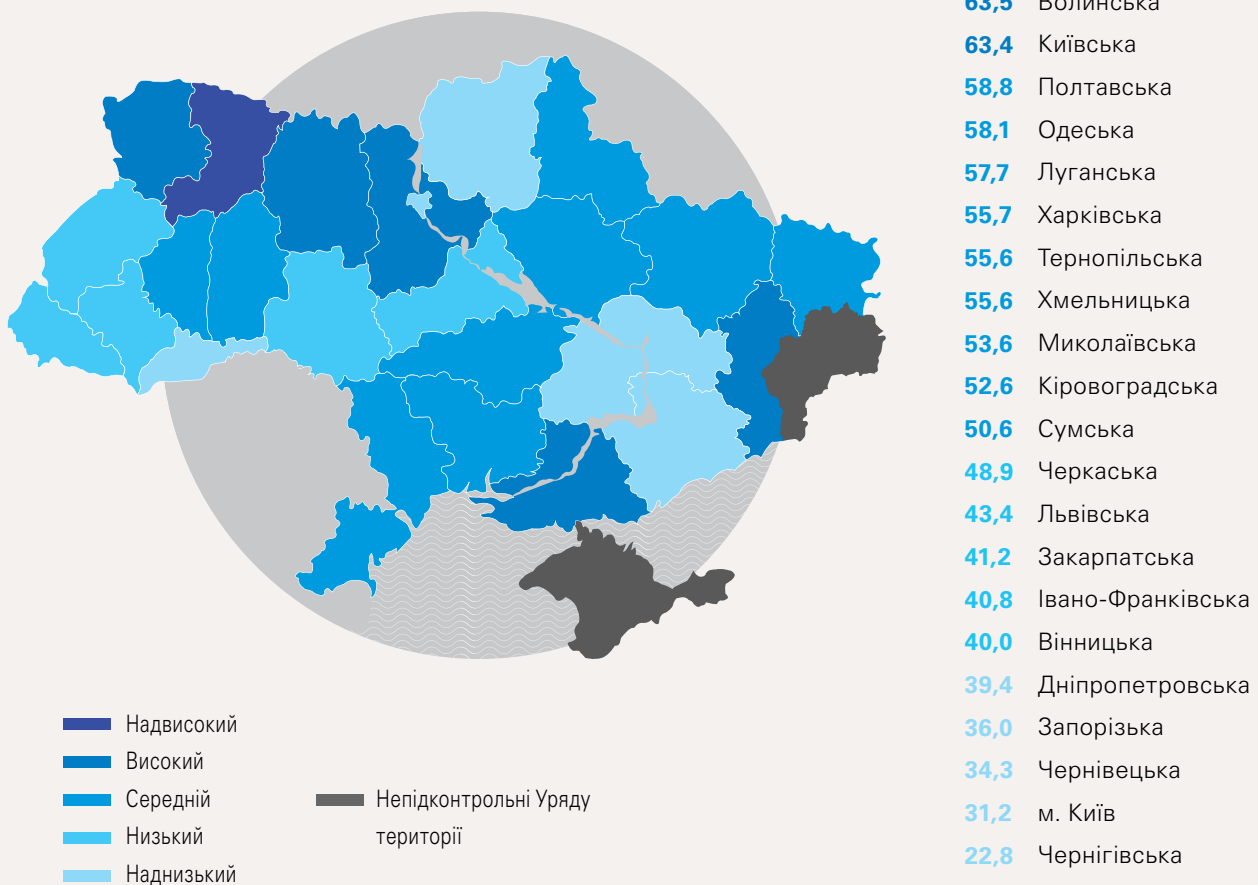 63,5 Волинська
63,4 Київська
58,8 Полтавська
58,1 Одеська
57,7 Луганська
55,7 Харківська
55,6 Тернопільська
55,6 Хмельницька
53,6 Миколаївська
52,6 Кіровоградська
50,6 Сумська
48,9 Черкаська
43,4 Львівська
41,2 Закарпатська
40,8 Івано-Франківська
40,0 Вінницька
39,4 Дніпропетровська
36,0 Запорізька
34,3 Чернівецька
31,2 м. Київ
22,8 Чернігівська
Надвисокий
Високий
Середній
Низький
Наднизький
Непідконтрольні Уряду
території